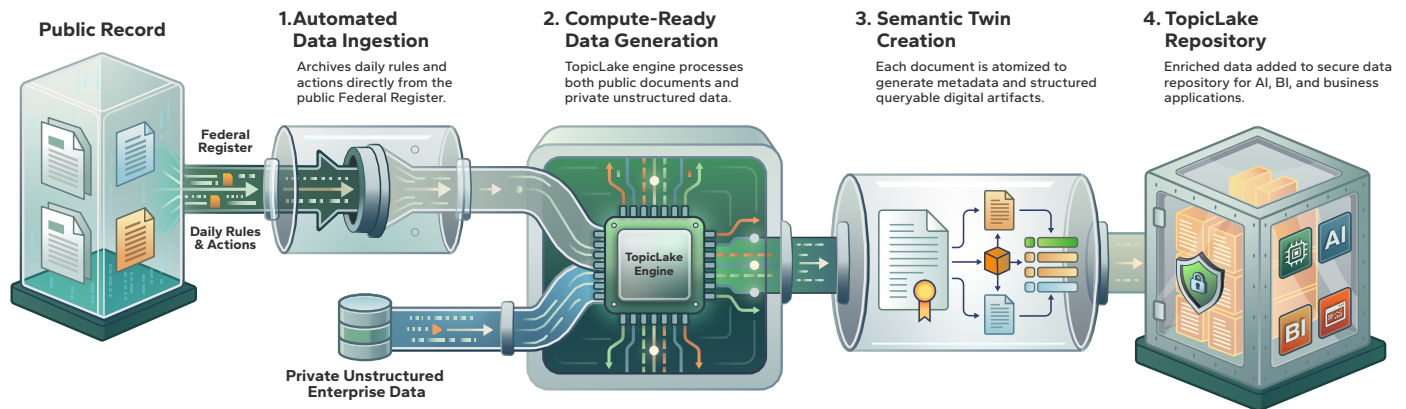 Public Record
1.Automated
Data Ingestion
Archives daily rules and
actions directly from the
public Federal Register.
2. Compute-Ready
Data Generation
TopicLake engine processes
both public documents and
private unstructured data.
3. Semantic Twin
Creation
Each document is atomized to
generate metadata and structured
queryable digital artifacts.
4. TopicLake
Repository
Enriched data added to secure data
repository for AI, BI, and business
applications.
Federal
Register
Daily Rules
& Actions
TopicLake
Engine
Private Unstructured
Enterprise Data
AI
BI